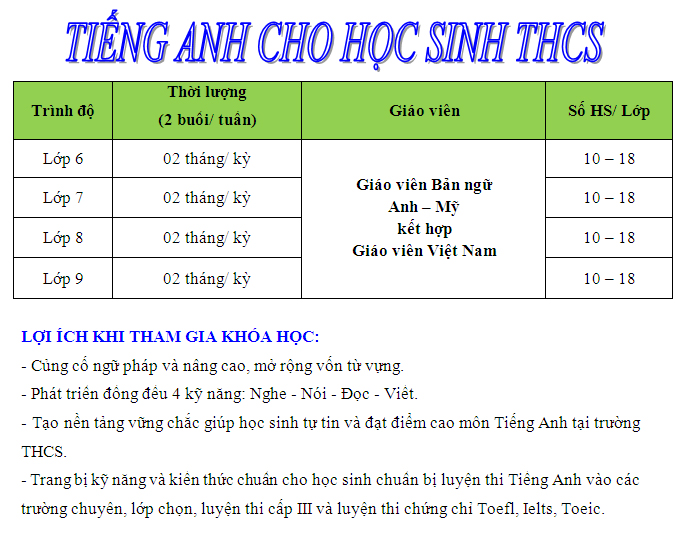 TIẾNG ANH CHO HỌC SINH THCS
Trình độ
Thời lượng
(2 buổi/ tuần)
Giáo viên
Số HS/ Lớp
Lớp 6
02 tháng/ kỳ
10 – 18
Lớp 7
02 tháng/ kỳ
10 – 18
Lớp 8
02 tháng/ kỳ
10 – 18
Lớp 9
02 tháng/ kỳ
10 – 18
Giáo viên Bản ngữ
Anh – Mỹ
kết hợp
Giáo viên Việt Nam
LỢI ÍCH KHI THAM GIA KHÓA HỌC:
- Củng cố ngữ pháp và nâng cao, mở rộng vốn từ vựng.
- Phát triển đồng đều 4 kỹ năng: Nghe - Nói - Đọc - Viết.
- Tạo nền tảng vững chắc giúp học sinh tự tin và đạt điểm cao môn Tiếng Anh tại trường
THCS.
- Trang bị kỹ năng và kiến thức chuẩn cho học sinh chuẩn bị luyện thi Tiếng Anh vào các
trường chuyên, lớp chọn, luyện thi cấp III và luyện thi chứng chỉ Toefl, Ielts, Toeic.